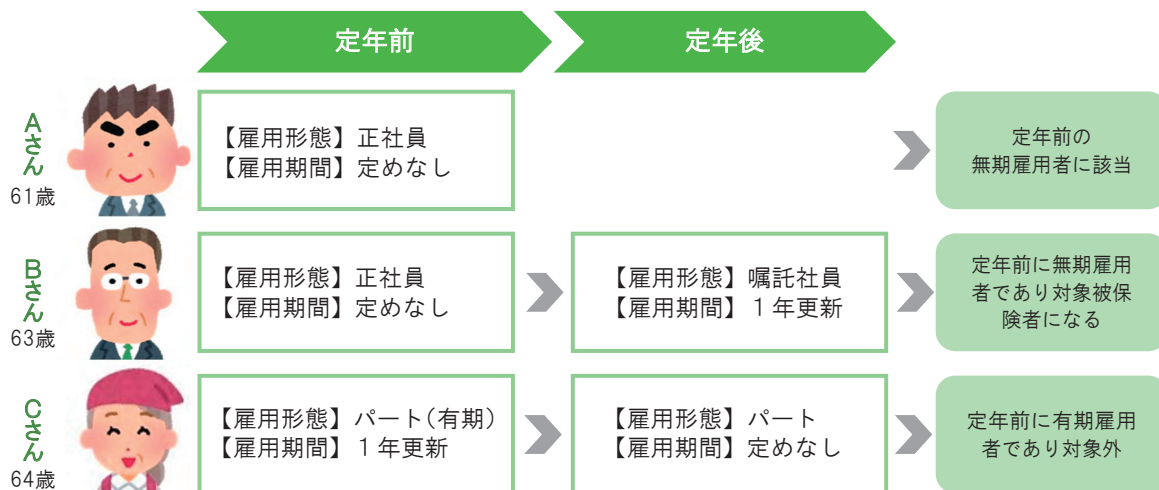 定年前
定年後
Aさん
61歳
【雇用形態】正社員
【雇用期間】定めなし
定年前の
無期雇用者に該当
Bさん
63歳
【雇用形態】正社員
【雇用期間】定めなし
【雇用形態】嘱託社員
【雇用期間】1年更新
定年前に無期雇用
者であり対象被保
険者になる
Cさん
64歳
【雇用形態】パート(有期)
【雇用期間】1年更新
【雇用形態】パート
【雇用期間】定めなし
定年前に有期雇用
者であり対象外